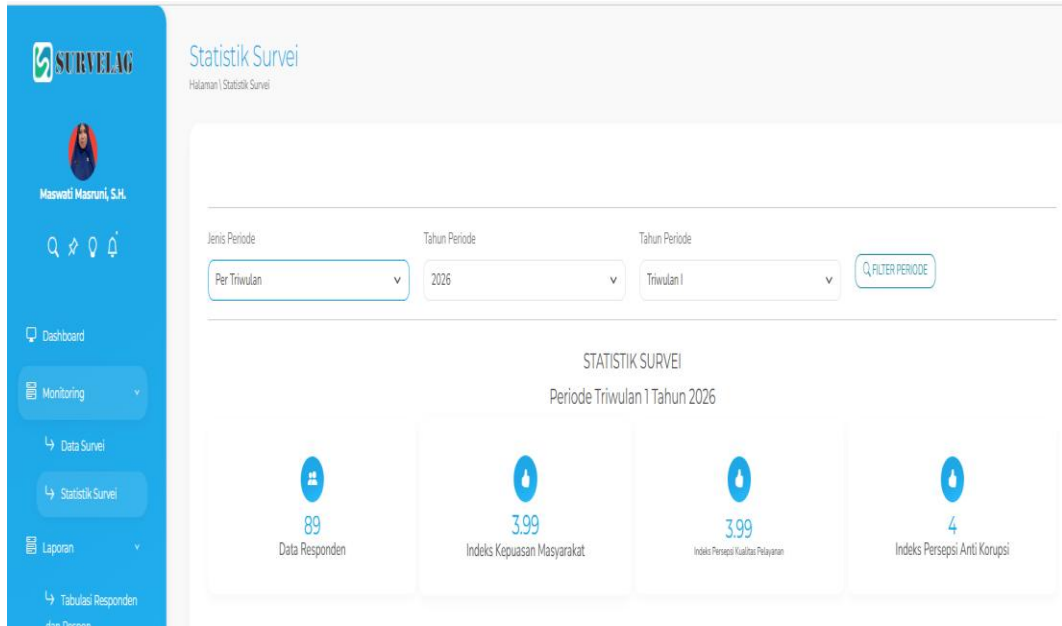 SURVELAG
Maswati Masruni, S.H.
Dashboard
Monitoring
Data Survei
Statistik Survei
Laporan
Tabulasi Responden
dan Respon
Statistik Survei
Halaman \ Statistik Survei
Jenis Periode
Per Triwulan
Tahun Periode
2026
Tahun Periode
Triwulan I
FILTER PERIODE
STATISTIK SURVEI
Periode Triwulan 1 Tahun 2026
89
Data Responden
3.99
Indeks Kepuasan Masyarakat
3.99
Indeks Persepsi Kualitas Pelayanan
4
Indeks Persepsi Anti Korupsi